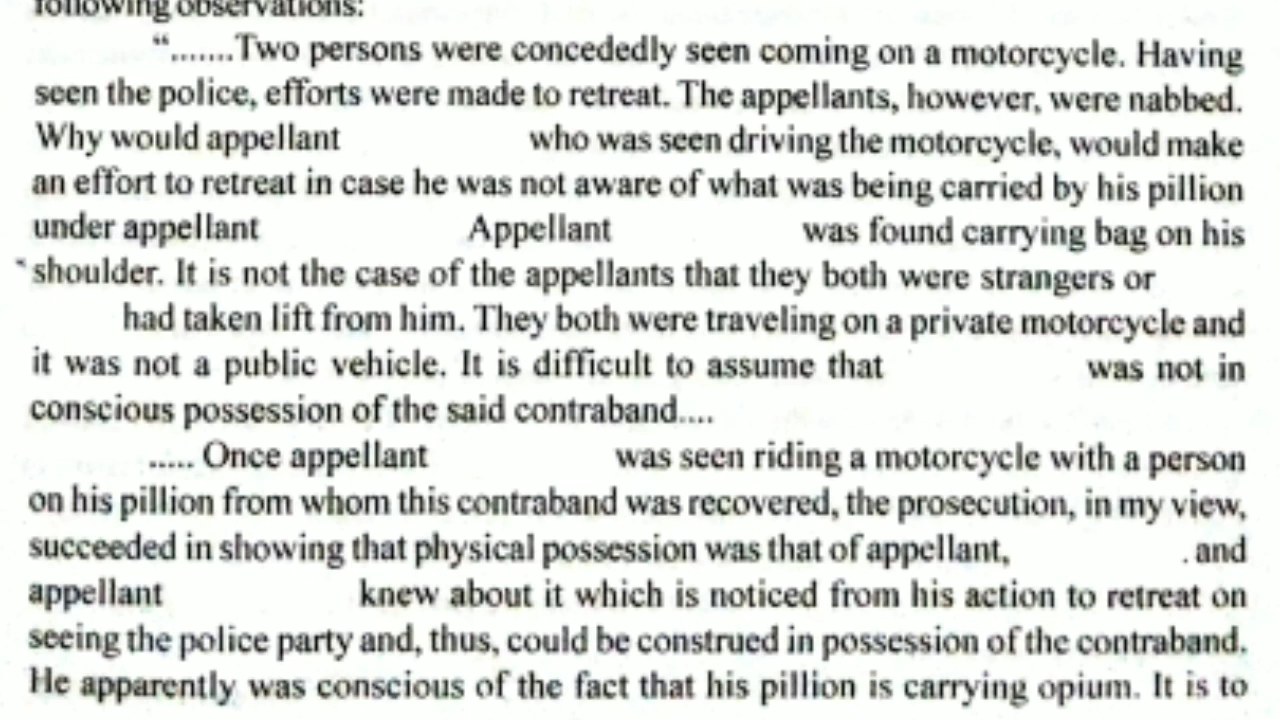 following observations:
“.......Two persons were concededly seen coming on a motorcycle. Having
seen the police, efforts were made to retreat. The appellants, however, were nabbed.
Why would appellant who was seen driving the motorcycle, would make
an effort to retreat in case he was not aware of what was being carried by his pillion
under appellant Appellant was found carrying bag on his
shoulder. It is not the case of the appellants that they both were strangers or
had taken lift from him. They both were traveling on a private motorcycle and
it was not a public vehicle. It is difficult to assume that was not in
conscious possession of the said contraband....
..... Once appellant was seen riding a motorcycle with a person
on his pillion from whom this contraband was recovered, the prosecution, in my view,
succeeded in showing that physical possession was that of appellant, . and
appellant knew about it which is noticed from his action to retreat on
seeing the police party and, thus, could be construed in possession of the contraband.
He apparently was conscious of the fact that his pillion is carrying opium. It is to